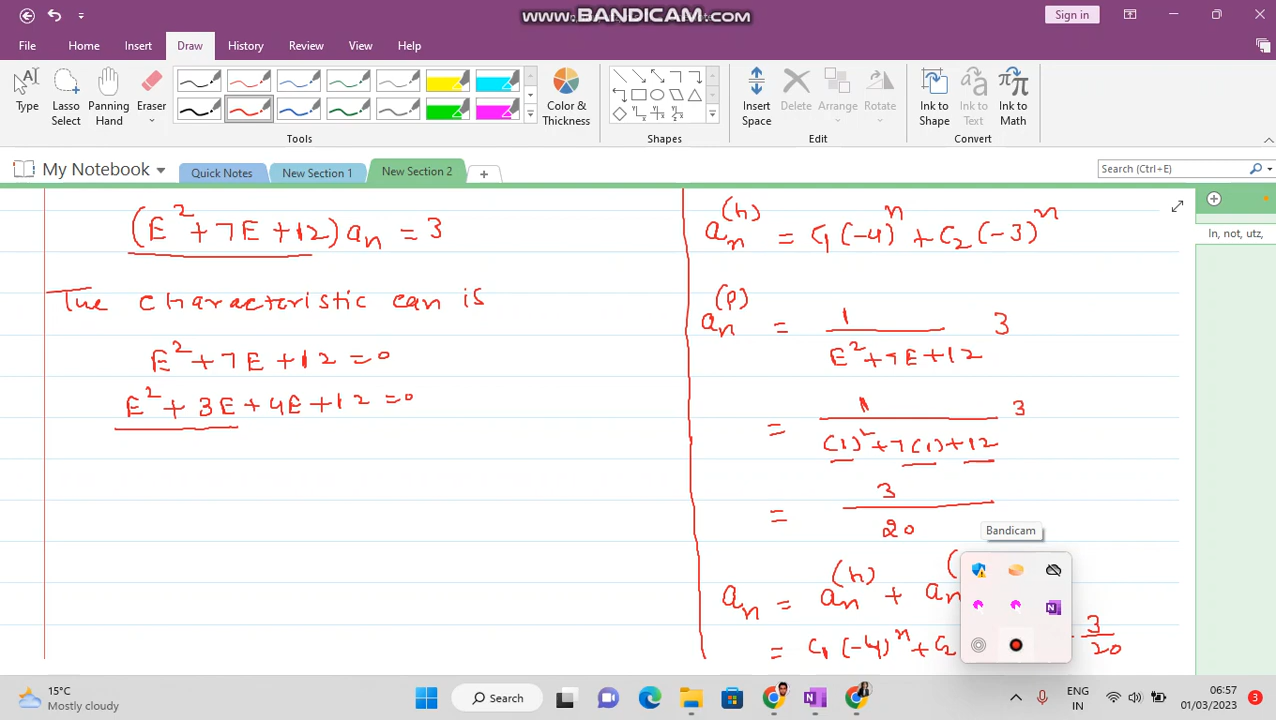 WWW.BANDICAM.COM
Sign in
File Home Insert Draw History Review View Help
Type
Lasso Select
Panning Hand
Eraser
Color & Thickness
Insert Space
Delete
Arrange
Rotate
Ink to Shape
Ink to Text
Ink to Math
Tools
Shapes
Edit
Convert
My Notebook
Quick Notes
New Section 1
New Section 2
Search (Ctrl+E)
In, not, utz,
(E² + 7E + 12) aₙ = 3
The characteristic eqn is
E² + 7E + 12 = 0
E² + 3E + 4E + 12 = 0
aₙ^(h) = C₁(-4)ⁿ + C₂(-3)ⁿ
aₙ^(p) = 1/(E² + 7E + 12) 3
= 1/((1)² + 7(1) + 12) 3
= 3/20
aₙ = aₙ^(h) + aₙ
= C₁(-4)ⁿ + C₂ 3/20
Bandicam
15°C
Mostly cloudy
Search
ENG
IN
06:57
01/03/2023
3